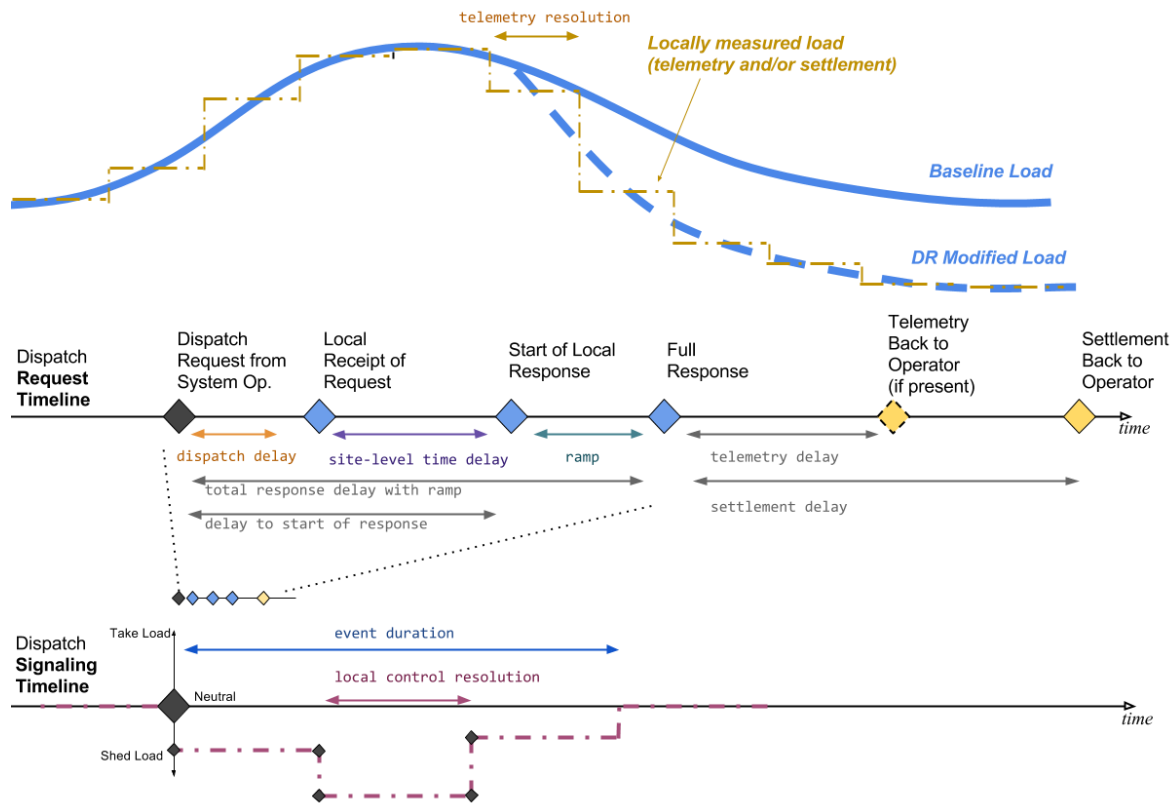 telemetry resolution
Locally measured load
(telemetry and/or settlement)
Baseline Load
DR Modified Load
Dispatch
Request
Timeline
Dispatch
Request from
System Op.
Local
Receipt of
Request
Start of Local
Response
Full
Response
Telemetry
Back to
Operator
(if present)
Settlement
Back to
Operator
time
dispatch delay
site-level time delay
ramp
telemetry delay
total response delay with ramp
settlement delay
delay to start of response
Dispatch
Signaling
Timeline
Take Load
event duration
local control resolution
Neutral
time
Shed Load